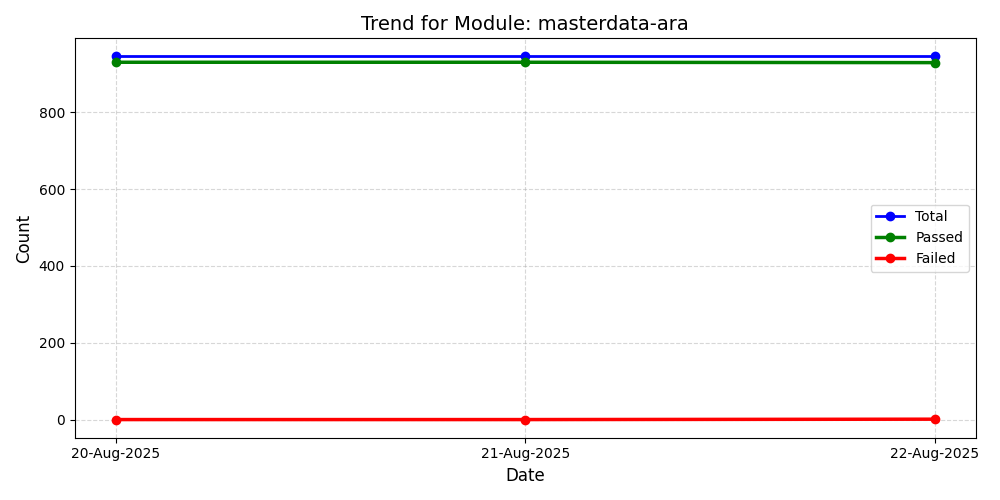 Trend for Module: masterdata-ara
Count
800
600
400
200
0
Total
Passed
Failed
20-Aug-2025
21-Aug-2025
22-Aug-2025
Date